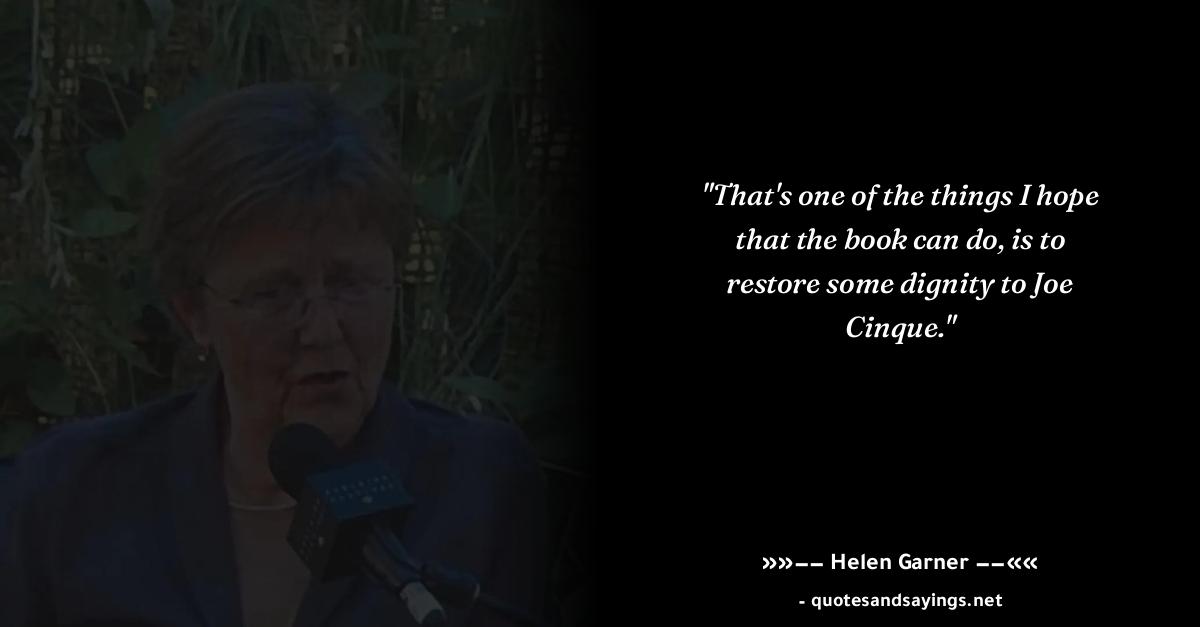 "That's one of the things I hope
that the book can do, is to
restore some dignity to Joe
Cinque."
»»–– Helen Garner ––««
- quotesandsayings.net